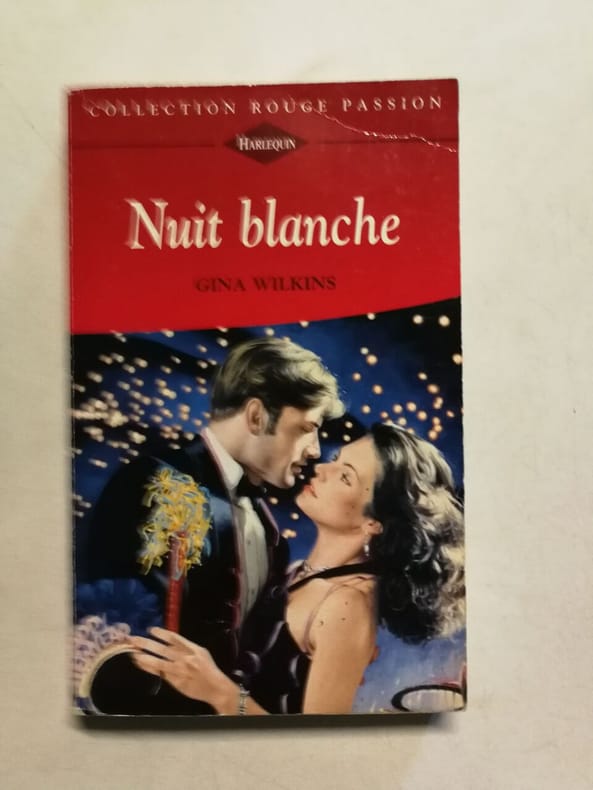 COLLECTION ROUGE PASSION
HARLEQUIN
Nuit blanche
GINA WILKINS